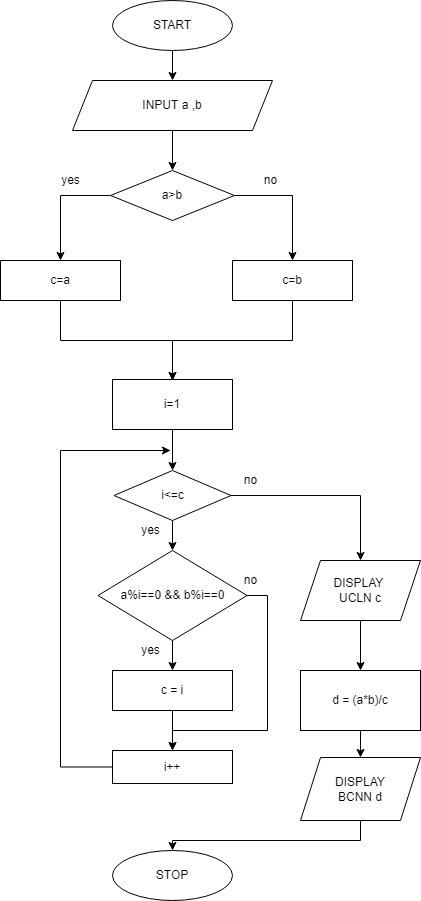 START
INPUT a ,b
yes
no
a>b
c=a
c=b
i=1
no
i<=c
yes
no
a%i==0 && b%i==0
DISPLAY
UCLN c
yes
c = i
d = (a*b)/c
i++
DISPLAY
BCNN d
STOP